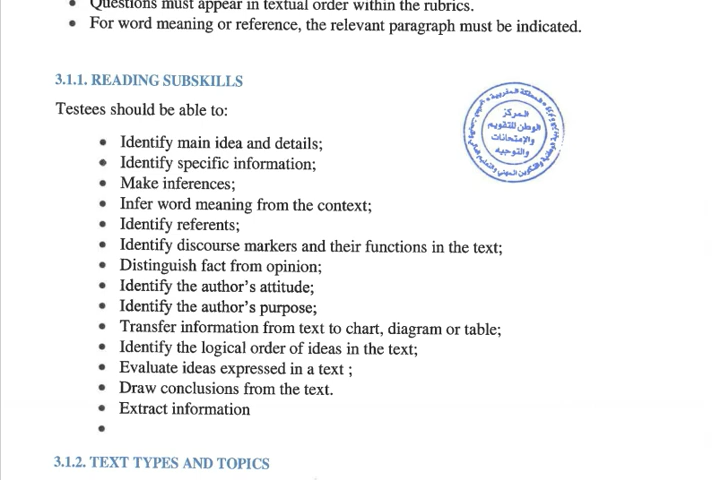 • Questions must appear in textual order within the rubrics.
• For word meaning or reference, the relevant paragraph must be indicated.
3.1.1. READING SUBSKILLS
Testees should be able to:
المركز
الوطني للتقويم
والإمتحانات
والتوجيه
• Identify main idea and details;
• Identify specific information;
• Make inferences;
• Infer word meaning from the context;
• Identify referents;
• Identify discourse markers and their functions in the text;
• Distinguish fact from opinion;
• Identify the author's attitude;
• Identify the author's purpose;
• Transfer information from text to chart, diagram or table;
• Identify the logical order of ideas in the text;
• Evaluate ideas expressed in a text ;
• Draw conclusions from the text.
• Extract information
•
3.1.2. TEXT TYPES AND TOPICS